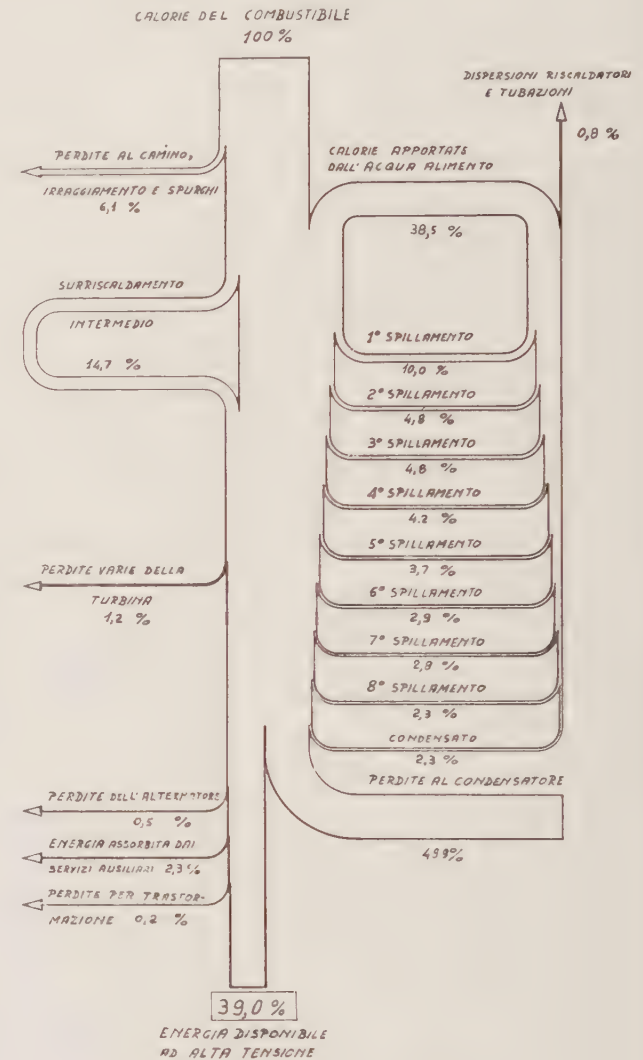 CALORIE DEL COMBUSTIBILE
100 %
DISPERSIONI RISCALDATORI
E TUBAZIONI
0,8 %
PERDITE AL CAMINO,
IRRAGGIAMENTO E SPURGHI
6,1 %
CALORIE APPORTATE
DALL'ACQUA ALIMENTO
38,5 %
SURRISCALDAMENTO
INTERMEDIO
14,7 %
1° SPILLAMENTO
10,0 %
2° SPILLAMENTO
4,8 %
3° SPILLAMENTO
4,8 %
4° SPILLAMENTO
4.2 %
5° SPILLAMENTO
3,7 %
6° SPILLAMENTO
2,9 %
7° SPILLAMENTO
2,8 %
8° SPILLAMENTO
2,3 %
CONDENSATO
2,3 %
PERDITE VARIE DELLA
TURBINA
1,2 %
PERDITE AL CONDENSATORE
499%
PERDITE DELL'ALTERNATORE
0,5 %
ENERGIA ASSORBITA DAI
SERVIZI AUSILIARI 2,3%
PERDITE PER TRASFOR-
MAZIONE 0,2 %
39,0 %
ENERGIA DISPONIBILE
AD ALTA TENSIONE